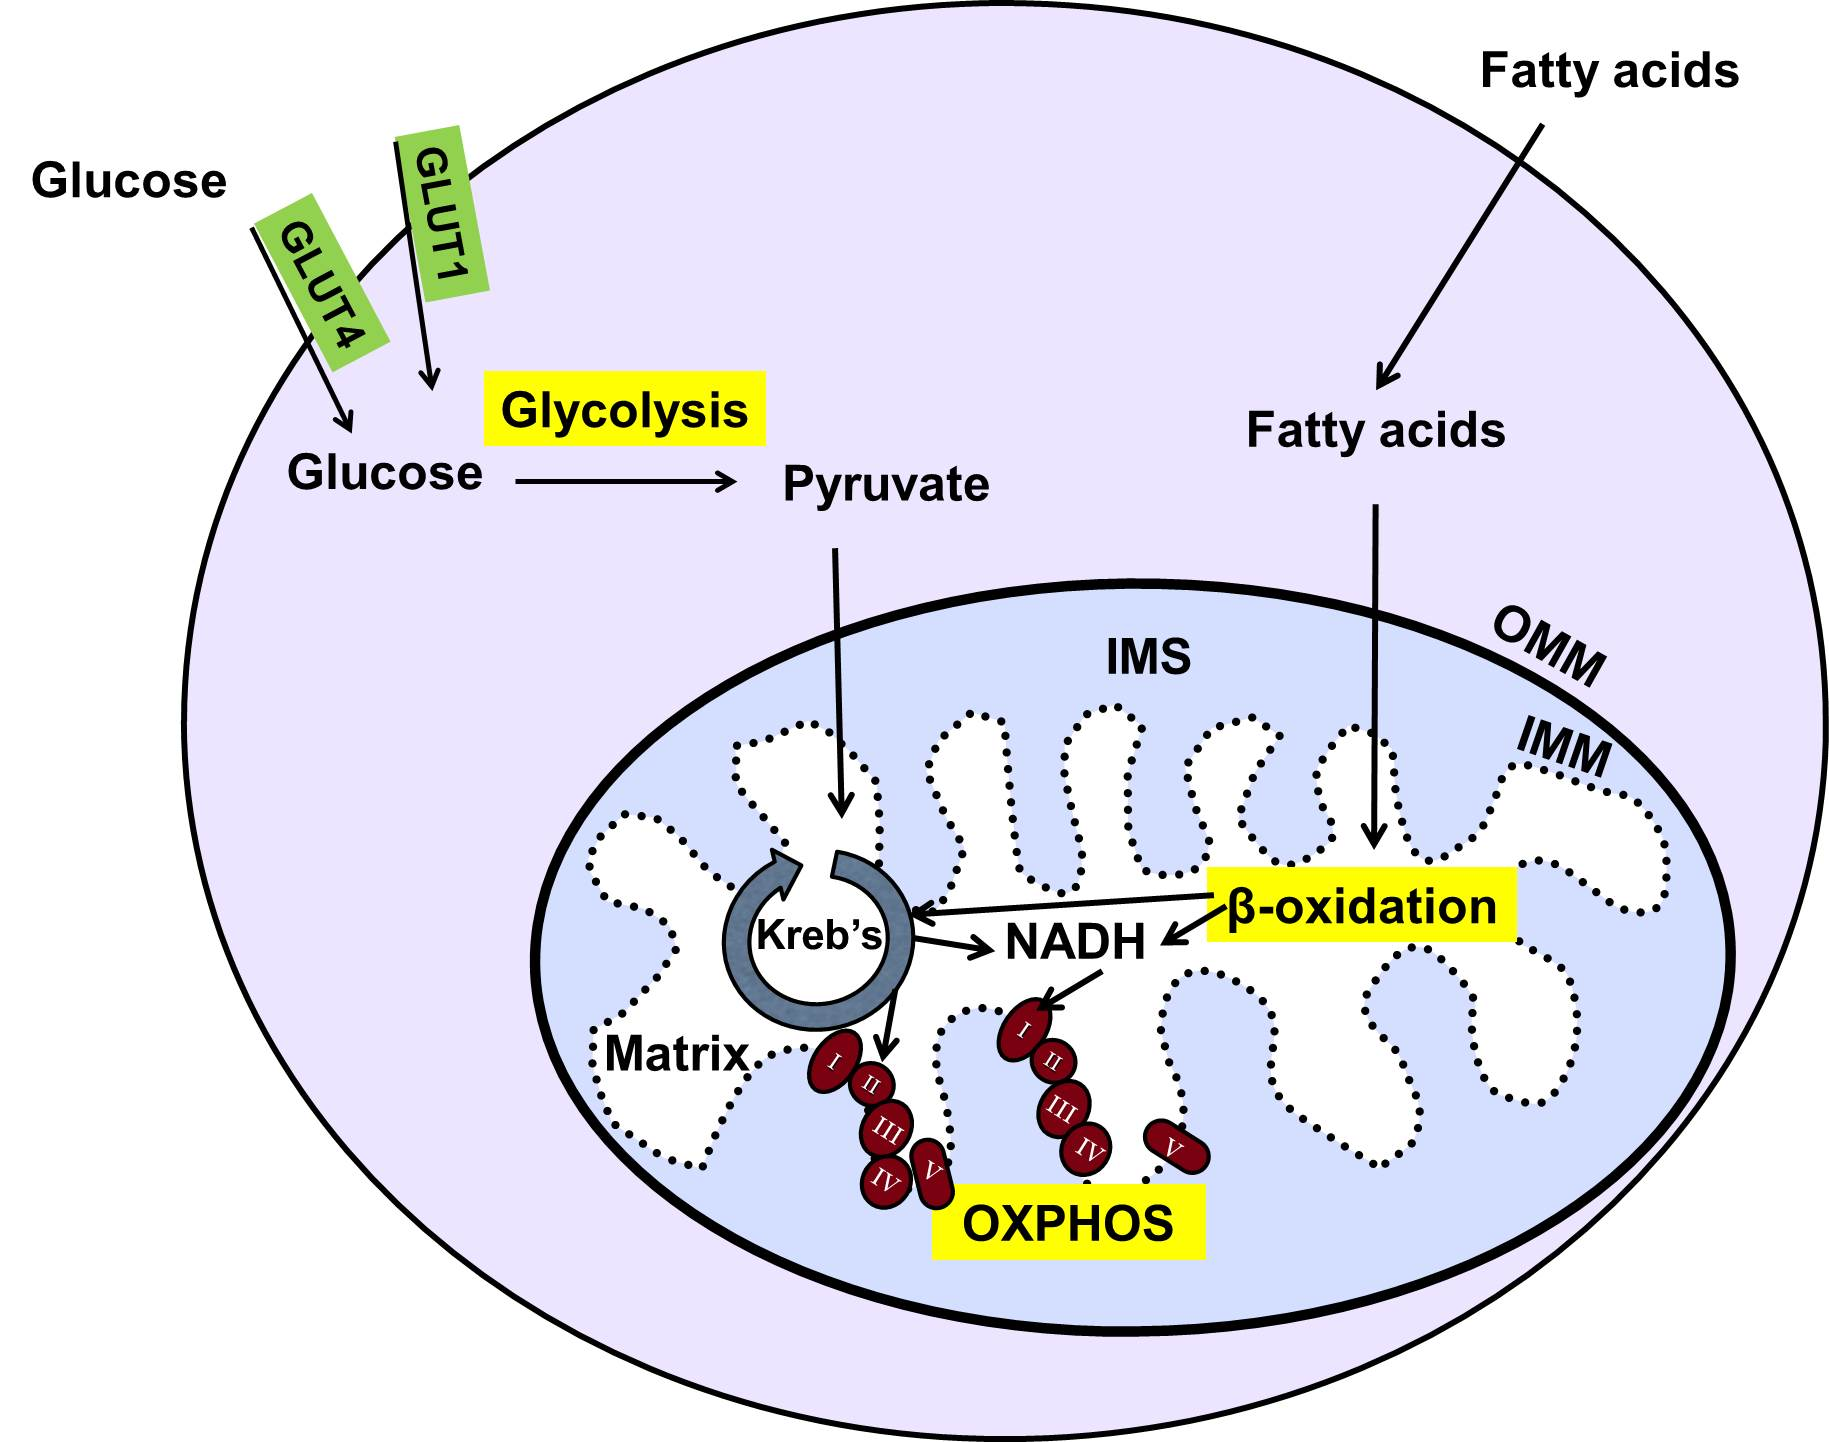 Fatty acids
Glucose
GLUT1
GLUT4
Glycolysis
Fatty acids
Glucose
Pyruvate
OMM
IMS
IMM
β-oxidation
Kreb’s
NADH
Matrix
I
II
III
IV
V
I
II
III
IV
V
OXPHOS